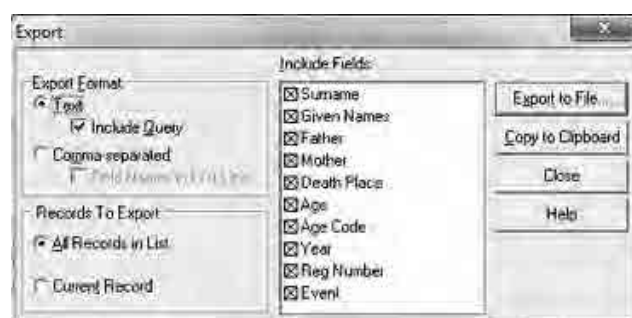 Export
Export Format
Text
Include Query
Comma-separated
Records To Export
All Records in List
Current Record
Include Fields
Surname
Given Names
Father
Mother
Death Place
Age
Age Code
Year
Reg Number
Event
Export to File...
Copy to Clipboard
Close
Help